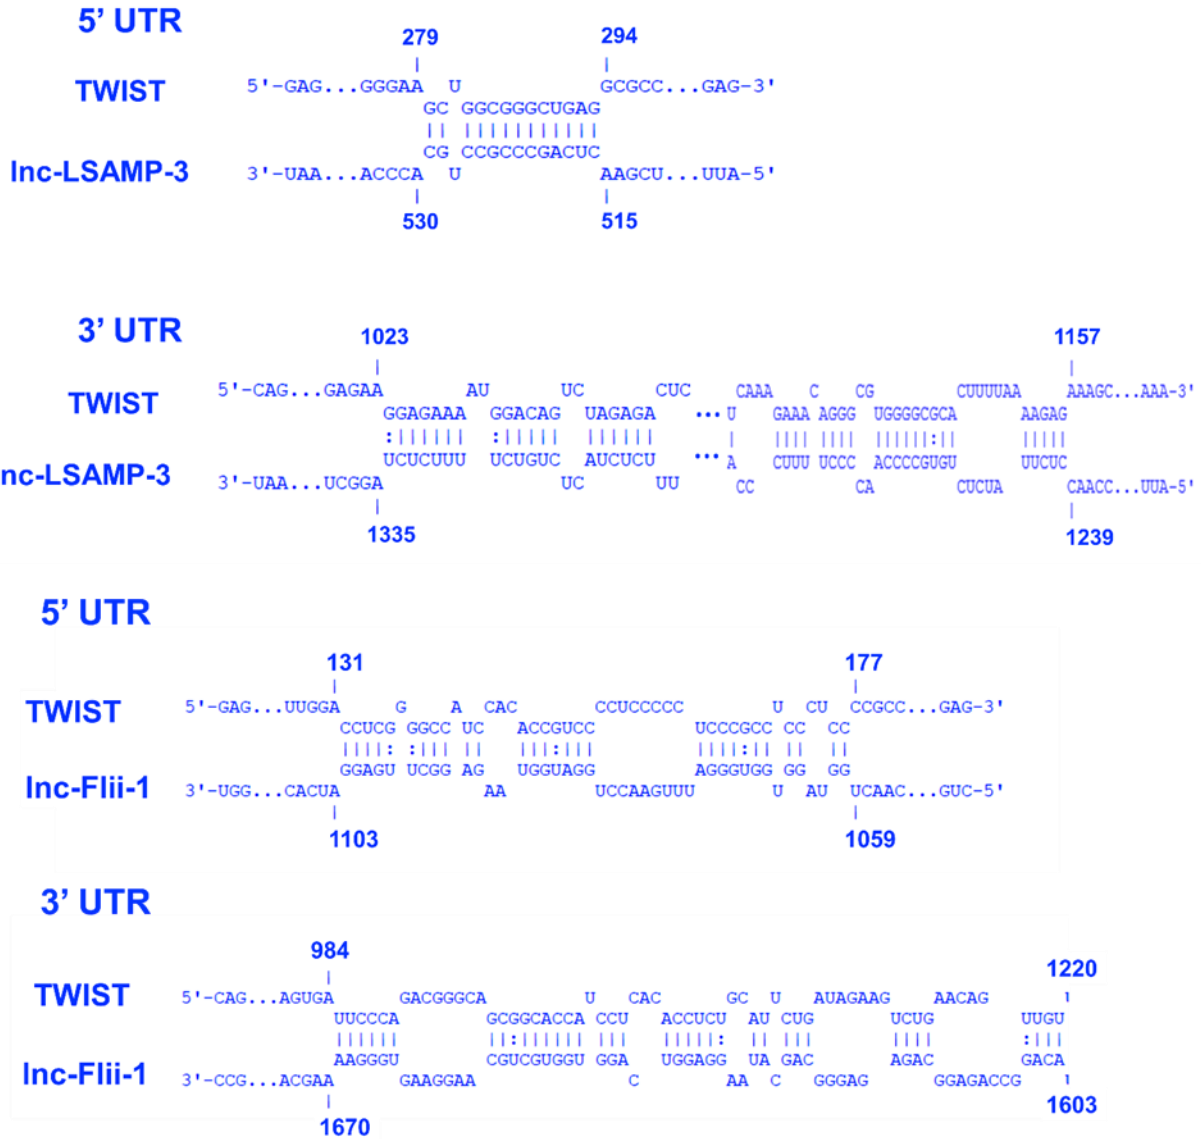 5’ UTR
279 294
| |
TWIST 5'-GAG...GGGAA U GCGCC...GAG-3'
GC GGCGGGCUGAG
|| |||||||||||
CG CCGCCCGACUC
lnc-LSAMP-3 3'-UAA...ACCCA U AAGCU...UUA-5'
| |
530 515
3’ UTR
1023 1157
| |
TWIST 5'-CAG...GAGAA AU UC CUC CAAA C CG CUUUUAA AAAGC...AAA-3'
GGAGAAA GGACAG UAGAGA ••• U GAAA AGGG UGGGGCGCA AAGAG
:|||||| :||||| |||||| | |||| |||| ||||||:|| |||||
UCUCUUU UCUGUC AUCUCU ••• A CUUU UCCC ACCCCGUGU UUCUC
nc-LSAMP-3 3'-UAA...UCGGA UC UU CC CA CUCUA CAACC...UUA-5'
| |
1335 1239
5’ UTR
131 177
| |
TWIST 5'-GAG...UUGGA G A CAC CCUCCCCC U CU CCGCC...GAG-3'
CCUCG GGCC UC ACCGUCC UCCCGCC CC CC
||||: :||| || |||:||| ||||:|| || ||
GGAGU UCGG AG UGGUAGG AGGGUGG GG GG
lnc-Flii-1 3'-UGG...CACUA AA UCCAAGUUU U AU UCAAC...GUC-5'
| |
1103 1059
3’ UTR
984 1220
| ı
TWIST 5'-CAG...AGUGA GACGGGCA U CAC GC U AUAGAAG AACAG
UUCCCA GCGGCACCA CCU ACCUCU AU CUG UCUG UUGU
|||||| ||:|||||| ||| |||||: || ||| |||| :|||
AAGGGU CGUCGUGGU GGA UGGAGG UA GAC AGAC GACA
lnc-Flii-1 3'-CCG...ACGAA GAAGGAA C AA C GGGAG GGAGACCG ı
| 1603
1670